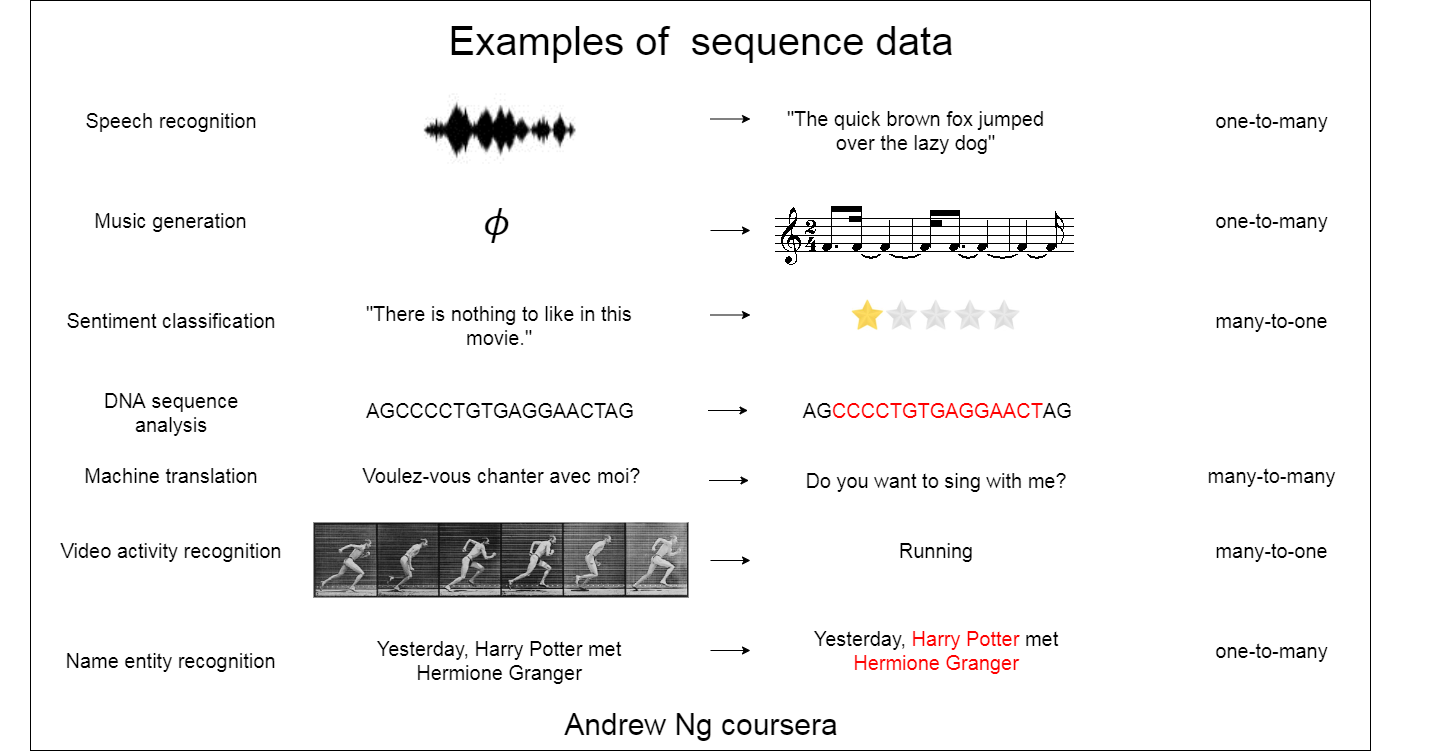 Examples of  sequence data
Speech recognition
"The quick brown fox jumped
over the lazy dog"
one-to-many
Music generation
ϕ
2
4
one-to-many
Sentiment classification
"There is nothing to like in this
movie."
many-to-one
DNA sequence
analysis
AGCCCCTGTGAGGAACTAG
AGCCCCTGTGAGGAACTAG
Machine translation
Voulez-vous chanter avec moi?
Do you want to sing with me?
many-to-many
Video activity recognition
Running
many-to-one
Name entity recognition
Yesterday, Harry Potter met
Hermione Granger
Yesterday, Harry Potter met
Hermione Granger
one-to-many
Andrew Ng coursera